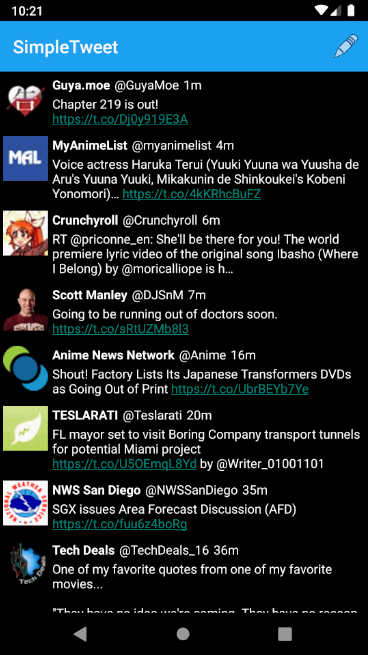 10:21
SimpleTweet
Guya.moe @GuyaMoe 1m
Chapter 219 is out!
https://t.co/Dj0y919E3A
MAL
MyAnimeList @myanimelist 4m
Voice actress Haruka Terui (Yuuki Yuuna wa Yuusha de
Aru's Yuuna Yuuki, Mikakunin de Shinkoukei's Kobeni
Yonomori)… https://t.co/4kKRhcBuFZ
Crunchyroll @Crunchyroll 6m
RT @priconne_en: She'll be there for you! The world
premiere lyric video of the original song Ibasho (Where
I Belong) by @moricalliope is h…
Scott Manley @DJSnM 7m
Going to be running out of doctors soon.
https://t.co/sRtUZMb8l3
Anime News Network @Anime 16m
Shout! Factory Lists Its Japanese Transformers DVDs
as Going Out of Print https://t.co/UbrBEYb7Ye
TESLARATI @Teslarati 20m
FL mayor set to visit Boring Company transport tunnels
for potential Miami project
https://t.co/U5OEmqL8Yd by @Writer_01001101
NWS San Diego @NWSSanDiego 35m
SGX issues Area Forecast Discussion (AFD)
https://t.co/fuu6z4boRg
Tech Deals
Tech Deals @TechDeals_16 36m
One of my favorite quotes from one of my favorite
movies...
"They have no idea we're coming. They have no reason